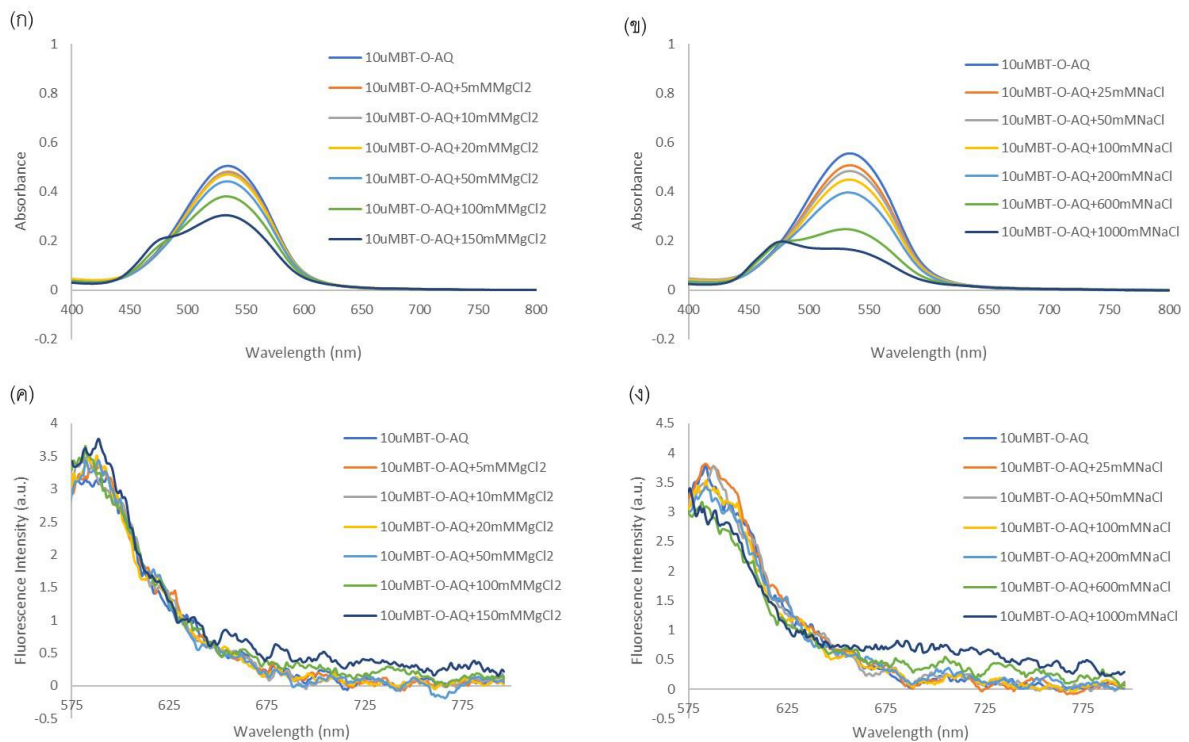 (ก)
1
0.8
0.6
0.4
0.2
0
-0.2
Absorbance
400 450 500 550 600 650 700 750 800
Wavelength (nm)
10uMBT-O-AQ
10uMBT-O-AQ+5mMMgCl2
10uMBT-O-AQ+10mMMgCl2
10uMBT-O-AQ+20mMMgCl2
10uMBT-O-AQ+50mMMgCl2
10uMBT-O-AQ+100mMMgCl2
10uMBT-O-AQ+150mMMgCl2
(ข)
1
0.8
0.6
0.4
0.2
0
-0.2
Absorbance
400 450 500 550 600 650 700 750 800
Wavelength (nm)
10uMBT-O-AQ
10uMBT-O-AQ+25mMNaCl
10uMBT-O-AQ+50mMNaCl
10uMBT-O-AQ+100mMNaCl
10uMBT-O-AQ+200mMNaCl
10uMBT-O-AQ+600mMNaCl
10uMBT-O-AQ+1000mMNaCl
(ค)
4
3.5
3
2.5
2
1.5
1
0.5
0
-0.5
Fluorescence Intensity (a.u.)
575 625 675 725 775
Wavelength (nm)
10uMBT-O-AQ
10uMBT-O-AQ+5mMMgCl2
10uMBT-O-AQ+10mMMgCl2
10uMBT-O-AQ+20mMMgCl2
10uMBT-O-AQ+50mMMgCl2
10uMBT-O-AQ+100mMMgCl2
10uMBT-O-AQ+150mMMgCl2
(ง)
4.5
4
3.5
3
2.5
2
1.5
1
0.5
0
-0.5
Fluorescence Intensity (a.u.)
575 625 675 725 775
Wavelength (nm)
10uMBT-O-AQ
10uMBT-O-AQ+25mMNaCl
10uMBT-O-AQ+50mMNaCl
10uMBT-O-AQ+100mMNaCl
10uMBT-O-AQ+200mMNaCl
10uMBT-O-AQ+600mMNaCl
10uMBT-O-AQ+1000mMNaCl